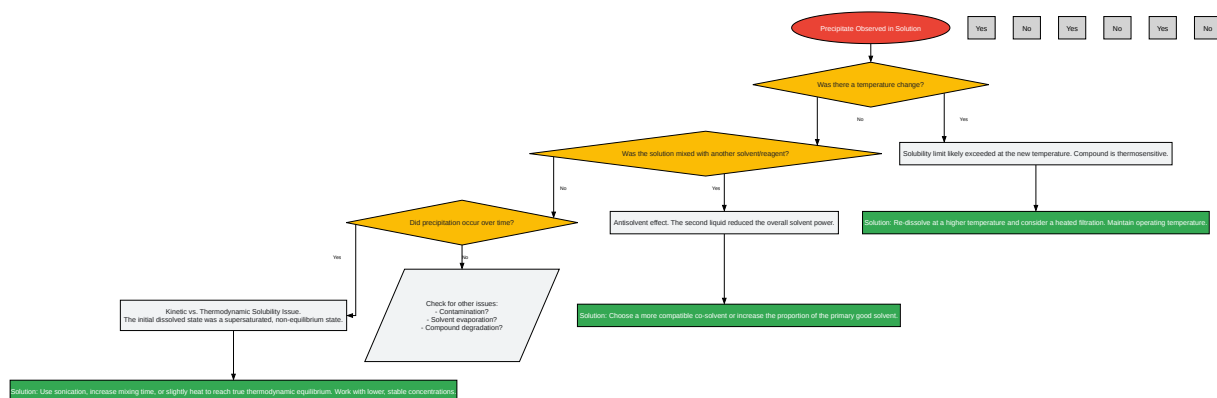 Precipitate Observed in Solution
Yes
No
Yes
No
Yes
No
Was there a temperature change?
No
Yes
Was the solution mixed with another solvent/reagent?
Solubility limit likely exceeded at the new temperature. Compound is thermosensitive.
No
Yes
Did precipitation occur over time?
Antisolvent effect. The second liquid reduced the overall solvent power.
Solution: Re-dissolve at a higher temperature and consider a heated filtration. Maintain operating temperature.
Yes
No
Kinetic vs. Thermodynamic Solubility Issue.
The initial dissolved state was a supersaturated, non-equilibrium state.
Check for other issues:
- Contamination?
- Solvent evaporation?
- Compound degradation?
Solution: Choose a more compatible co-solvent or increase the proportion of the primary good solvent.
Solution: Use sonication, increase mixing time, or slightly heat to reach true thermodynamic equilibrium. Work with lower, stable concentrations.